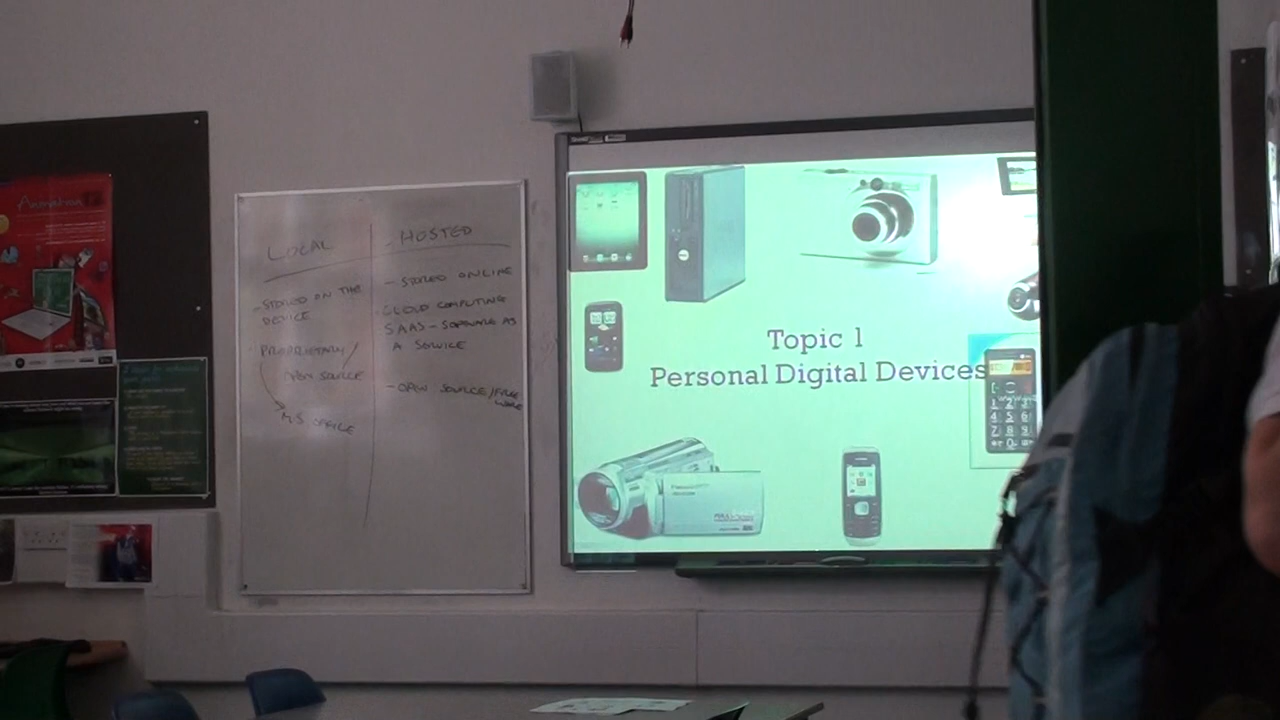 Animation
LOCAL
- STORED ON THE
DEVICE
PROPRIETARY /
OPEN SOURCE
MS OFFICE
- HOSTED
- STORED ONLINE
- CLOUD COMPUTING
SAAS - SOFTWARE AS
A SERVICE
- OPEN SOURCE/FREE
WARE
Topic 1
Personal Digital Devices